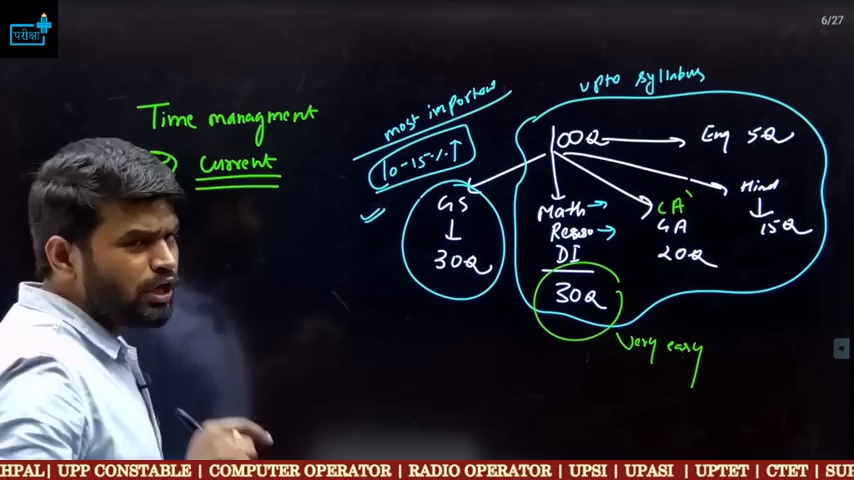 परीक्षा
6/27
Time managment
② current
most important
10-15% ↑
GS
↓
30Q
upto syllabus
100Q → Eng 5Q
Math →
Reaso →
DI
30Q
CA
GA
20Q
Hind
↓
15Q
Very easy
HPAL| UPP CONSTABLE | COMPUTER OPERATOR | RADIO OPERATOR | UPSI | UPASI | UPTET | CTET | SUP